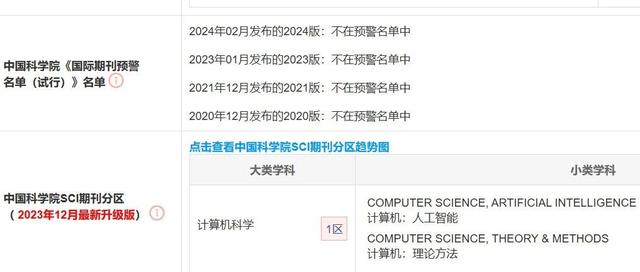 2024年02月发布的2024版：不在预警名单中
中国科学院《国际期刊预警
名单（试行）》名单
2023年01月发布的2023版：不在预警名单中
2021年12月发布的2021版：不在预警名单中
2020年12月发布的2020版：不在预警名单中
点击查看中国科学院SCI期刊分区趋势图
大类学科
小类学科
中国科学院SCI期刊分区
（ 2023年12月最新升级版）
计算机科学
1区
COMPUTER SCIENCE, ARTIFICIAL INTELLIGENCE
计算机：人工智能
COMPUTER SCIENCE, THEORY & METHODS
计算机：理论方法